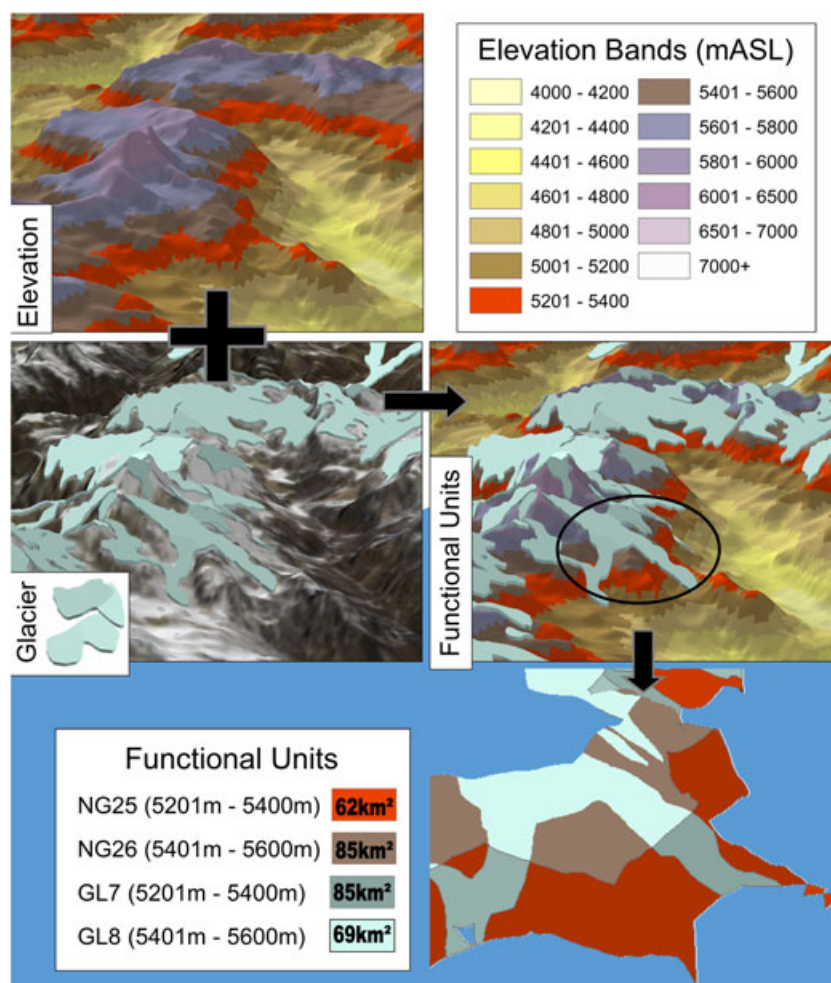 Elevation
Elevation Bands (mASL)
4000 - 4200
4201 - 4400
4401 - 4600
4601 - 4800
4801 - 5000
5001 - 5200
5201 - 5400
5401 - 5600
5601 - 5800
5801 - 6000
6001 - 6500
6501 - 7000
7000+
Glacier
Functional Units
Functional Units
NG25 (5201m - 5400m) 62km²
NG26 (5401m - 5600m) 85km²
GL7 (5201m - 5400m) 85km²
GL8 (5401m - 5600m) 69km²